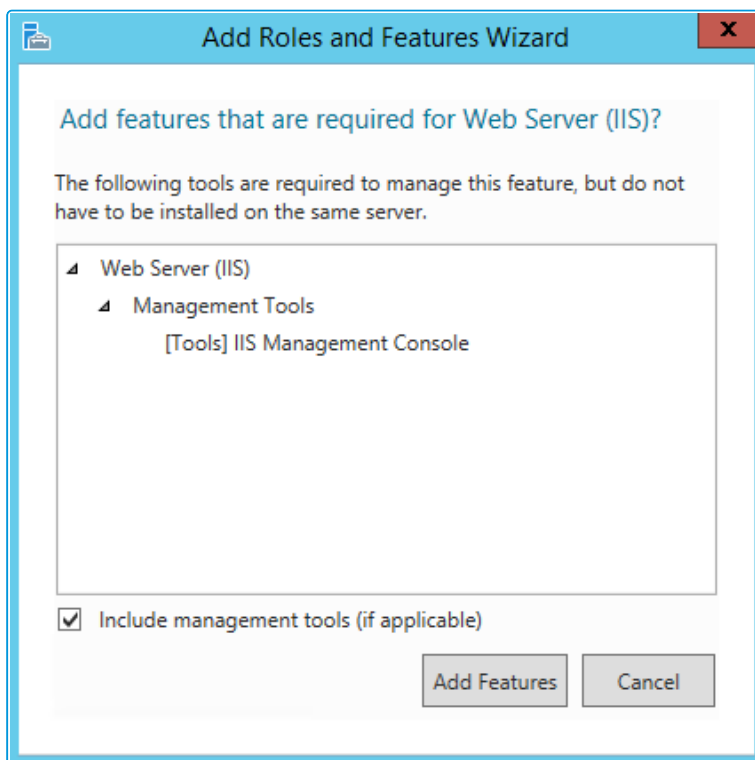 Add Roles and Features Wizard
x
Add features that are required for Web Server (IIS)?
The following tools are required to manage this feature, but do not
have to be installed on the same server.
Web Server (IIS)
Management Tools
[Tools] IIS Management Console
Include management tools (if applicable)
Add Features
Cancel